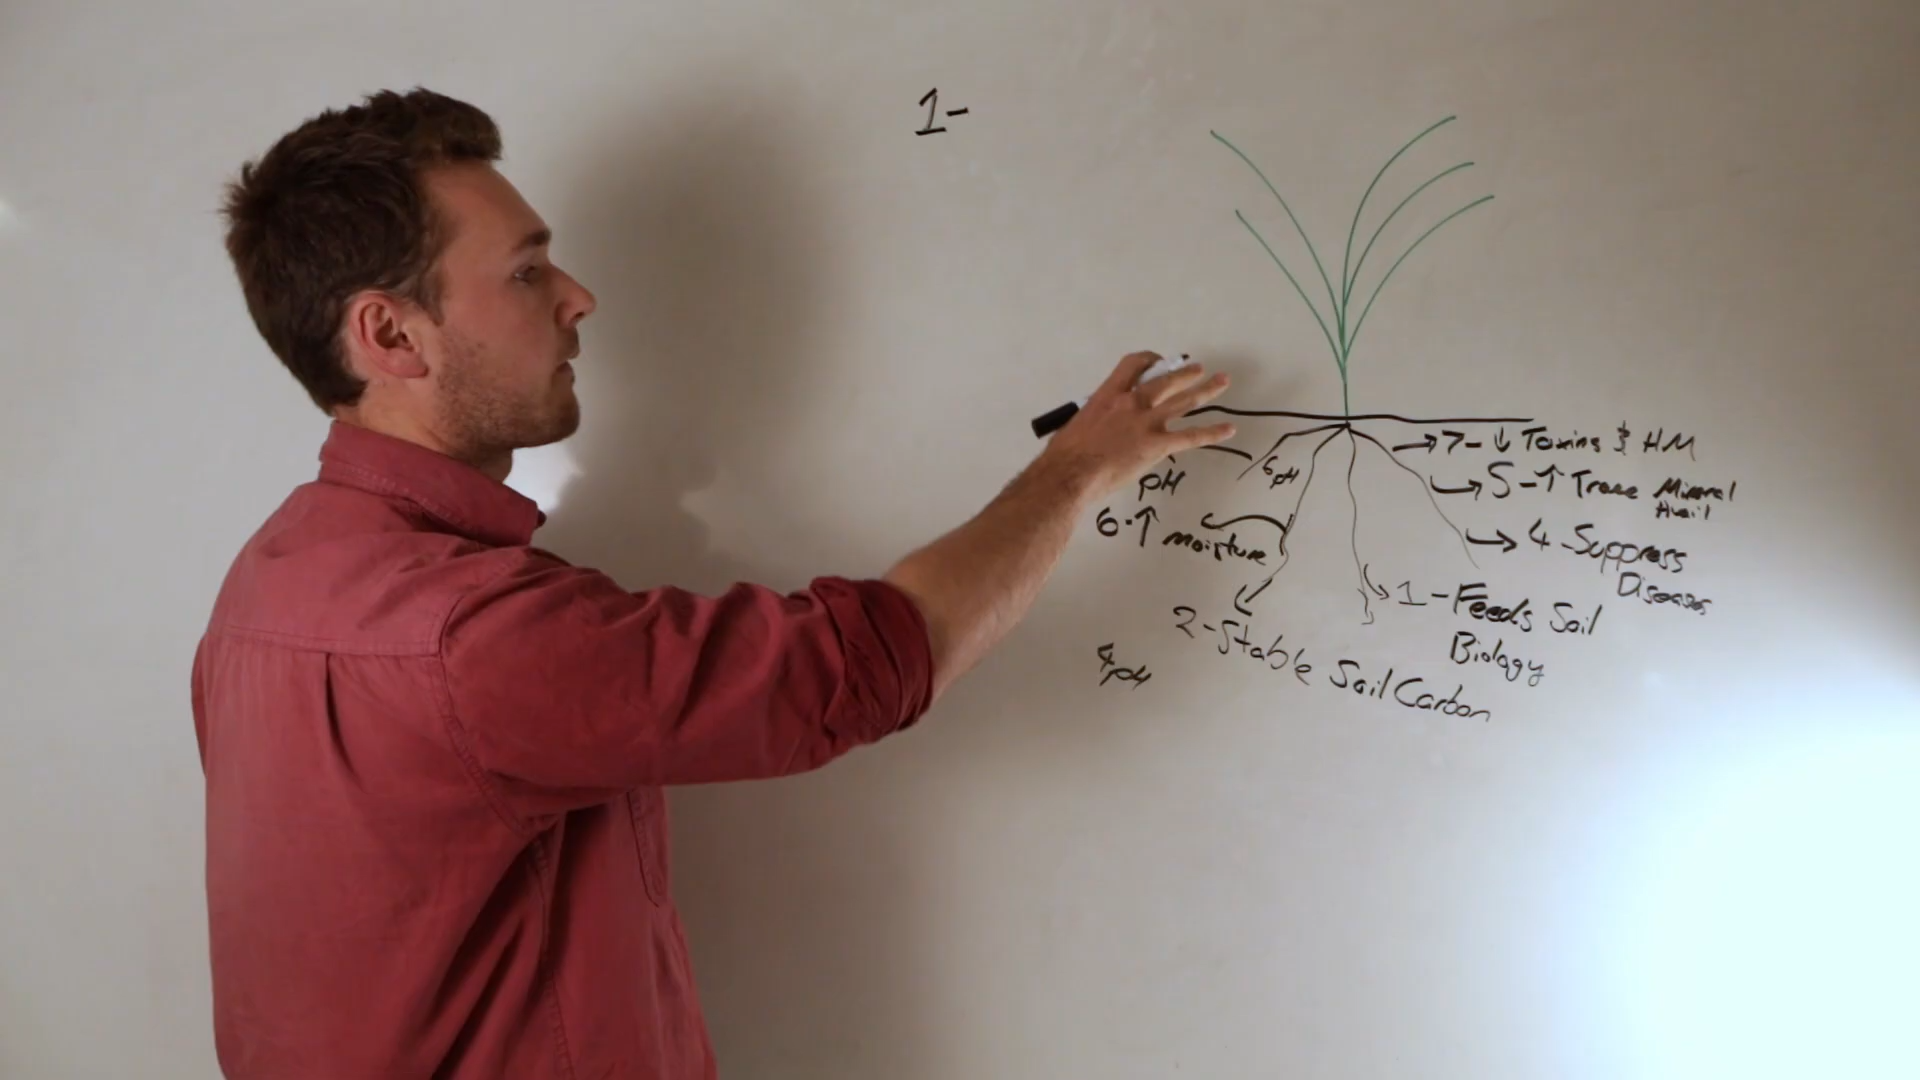 1-
7-↓ Toxins & HM
5-↑ Trace Mineral
Avail
4-Suppress
Diseases
1-Feeds Soil
Biology
2-Stable Soil Carbon
pH
6pH
6-↑ moisture
4pH